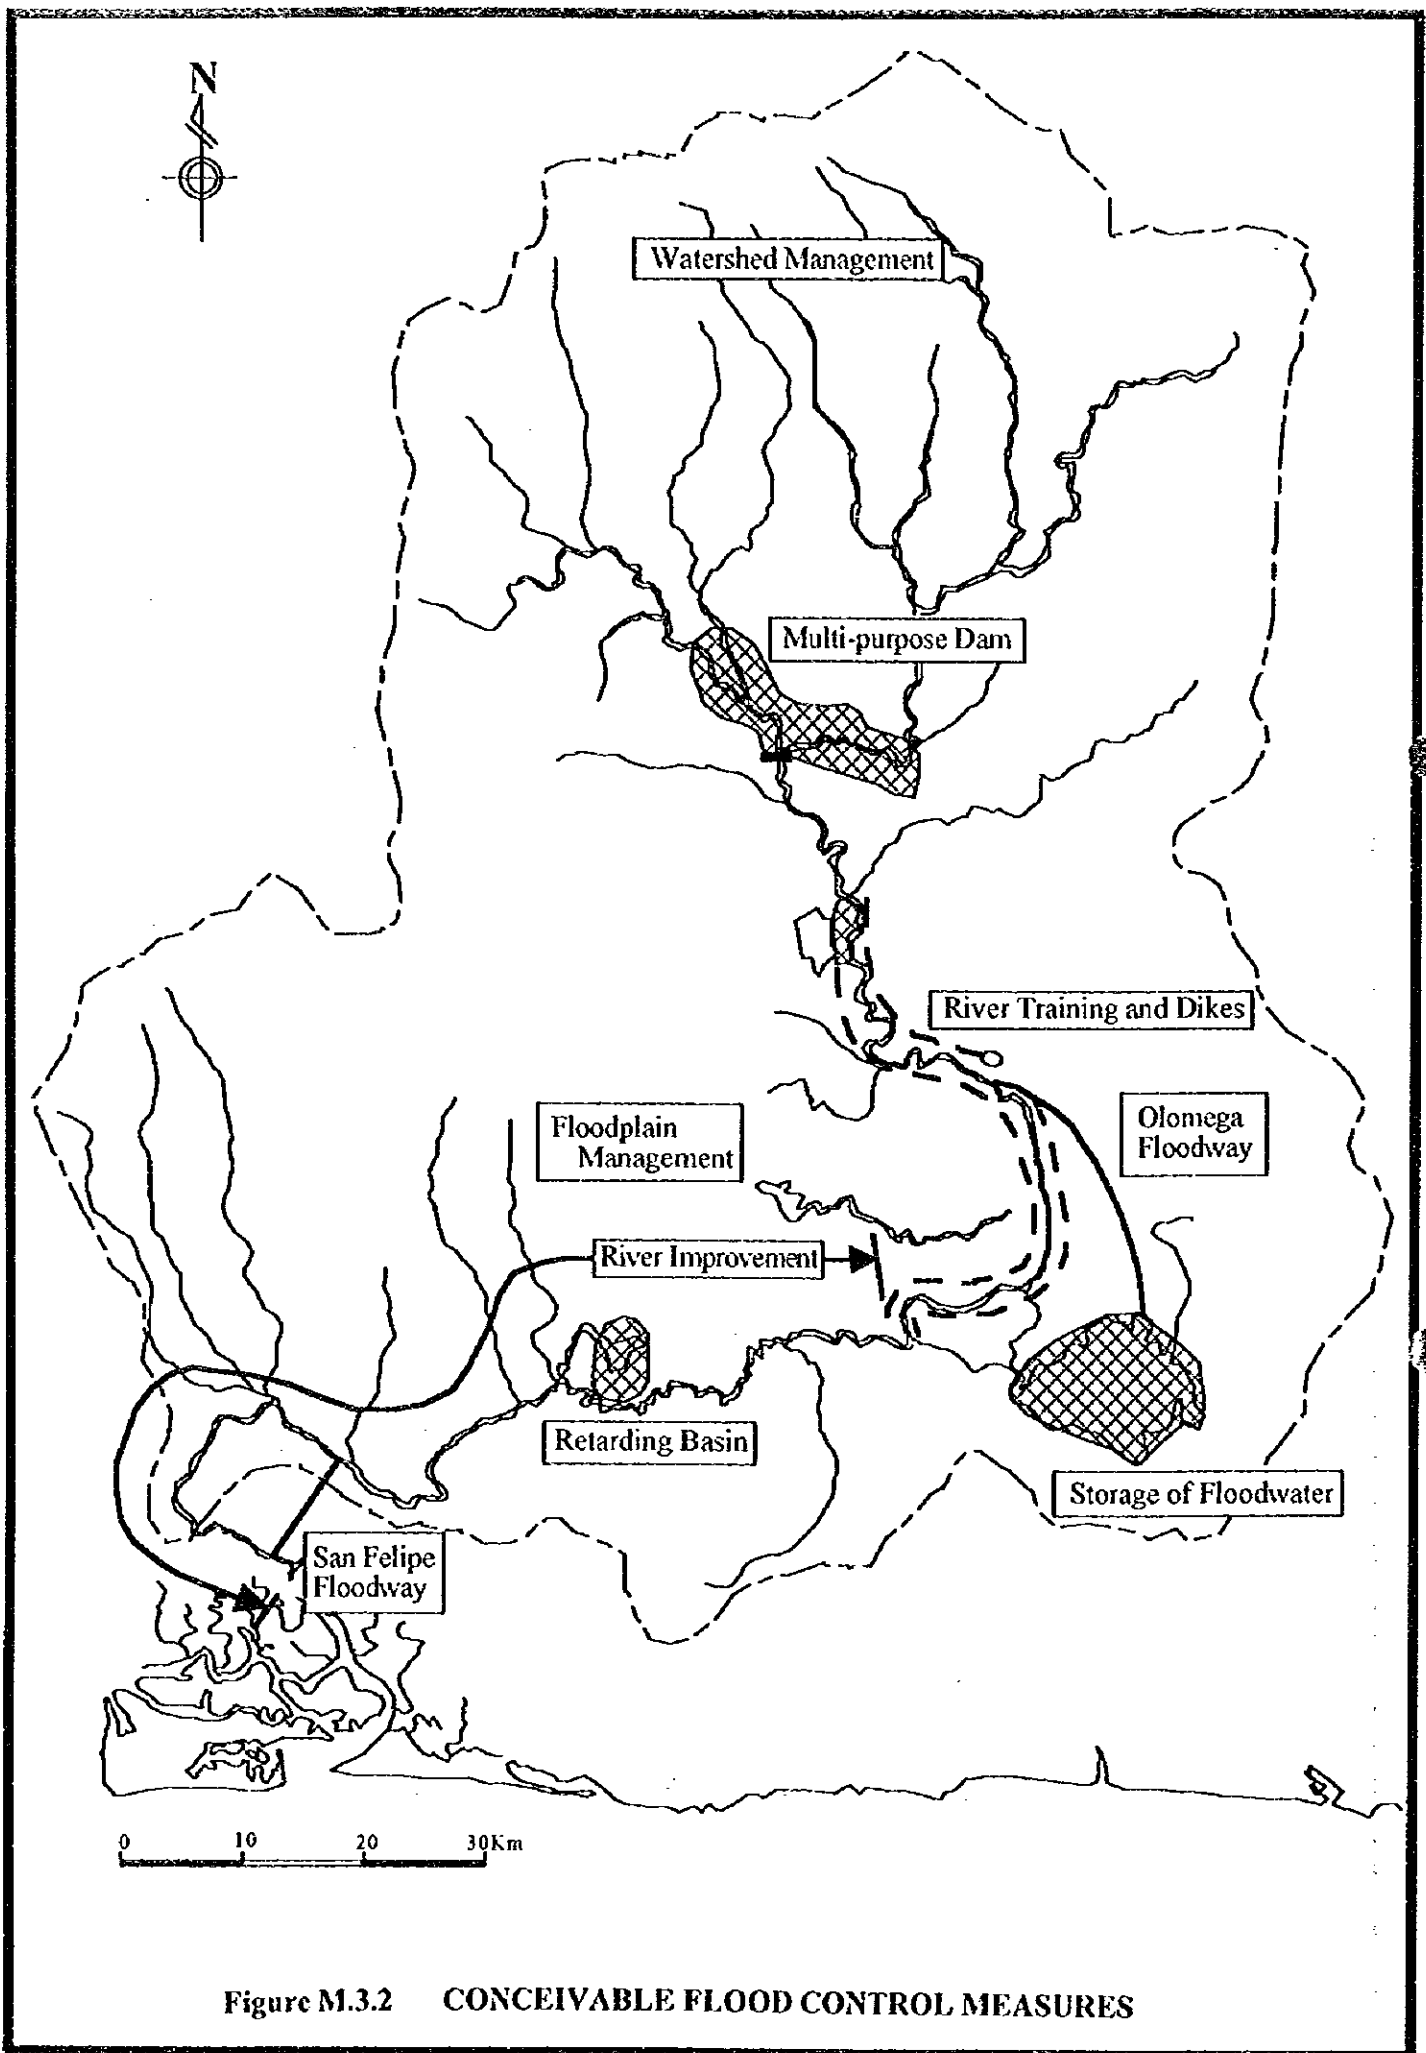 N
Watershed Management
Multi-purpose Dam
River Training and Dikes
Floodplain
Management
Olomega
Floodway
River Improvement
Retarding Basin
Storage of Floodwater
San Felipe
Floodway
0 10 20 30Km
Figure M.3.2 CONCEIVABLE FLOOD CONTROL MEASURES